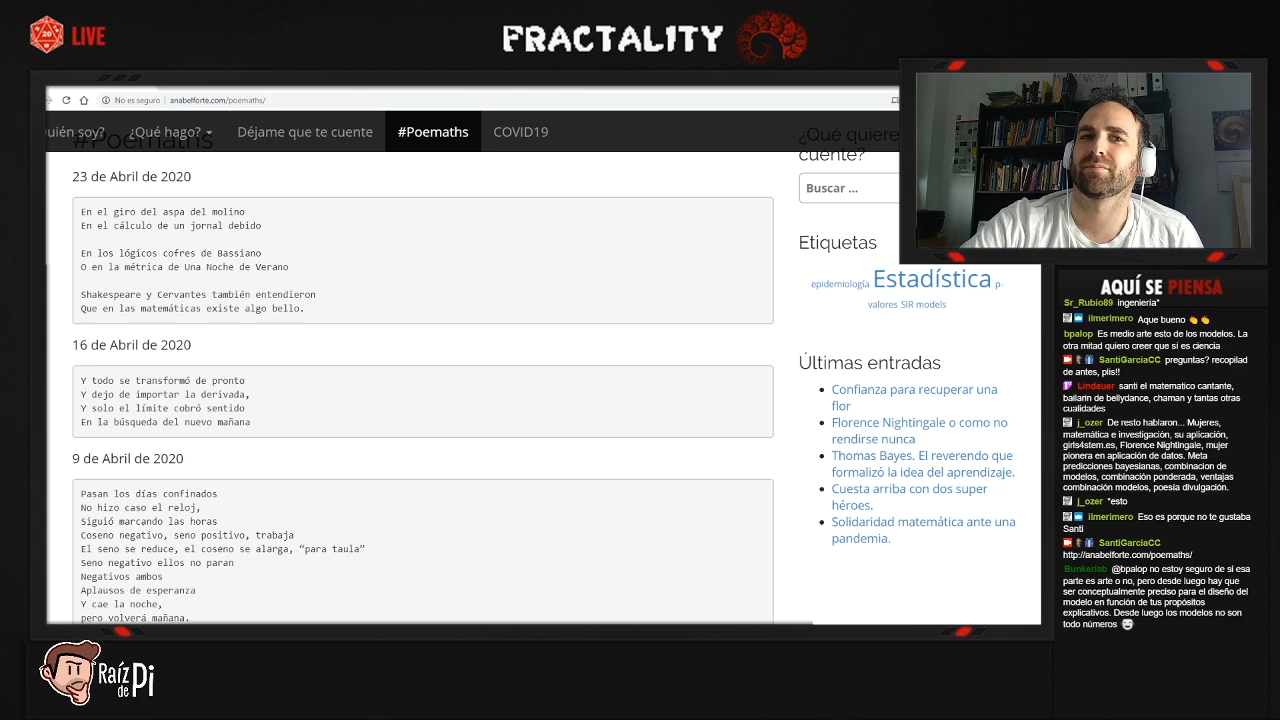 20
LIVE
FRACTALITY
No es seguro | anabelforte.com/poemaths/
uién soy?
¿Qué hago?
Déjame que te cuente
#Poemaths
COVID19
#Poemaths
23 de Abril de 2020
En el giro del aspa del molino
En el cálculo de un jornal debido
En los lógicos cofres de Bassiano
O en la métrica de Una Noche de Verano
Shakespeare y Cervantes también entendieron
Que en las matemáticas existe algo bello.
16 de Abril de 2020
Y todo se transformó de pronto
Y dejo de importar la derivada,
Y solo el límite cobró sentido
En la búsqueda del nuevo mañana
9 de Abril de 2020
Pasan los días confinados
No hizo caso el reloj,
Siguió marcando las horas
Coseno negativo, seno positivo, trabaja
El seno se reduce, el coseno se alarga, “para taula”
Seno negativo ellos no paran
Negativos ambos
Aplausos de esperanza
Y cae la noche,
pero volverá mañana.
¿Qué quiere
cuente?
Buscar …
Etiquetas
epidemiología Estadística p-
valores SIR models
Últimas entradas
Confianza para recuperar una
flor
Florence Nightingale o como no
rendirse nunca
Thomas Bayes. El reverendo que
formalizó la idea del aprendizaje.
Cuesta arriba con dos super
héroes.
Solidaridad matemática ante una
pandemia.
AQUÍ SE PIENSA
Sr_Rubio89 ingeniería*
ilmerimero Aque bueno
bpalop Es medio arte esto de los modelos. La
otra mitad quiero creer que sí es ciencia
SantiGarciaCC preguntas? recopilad
de antes, plis!!
Lindauer santi el matematico cantante,
bailarin de bellydance, chaman y tantas otras
cualidades
j_ozer De resto hablaron... Mujeres,
matemática e investigación, su aplicación,
girls4stem.es, Florence Nightingale, mujer
pionera en aplicación de datos. Meta
predicciones bayesianas, combinacion de
modelos, combinación ponderada, ventajas
combinación modelos, poesía divulgación.
j_ozer *esto
ilmerimero Eso es porque no te gustaba
Santi
SantiGarciaCC
http://anabelforte.com/poemaths/
Bunkerlab @bpalop no estoy seguro de si esa
parte es arte o no, pero desde luego hay que
ser conceptualmente preciso para el diseño del
modelo en función de tus propósitos
explicativos. Desde luego los modelos no son
todo números
Raíz
de Pi